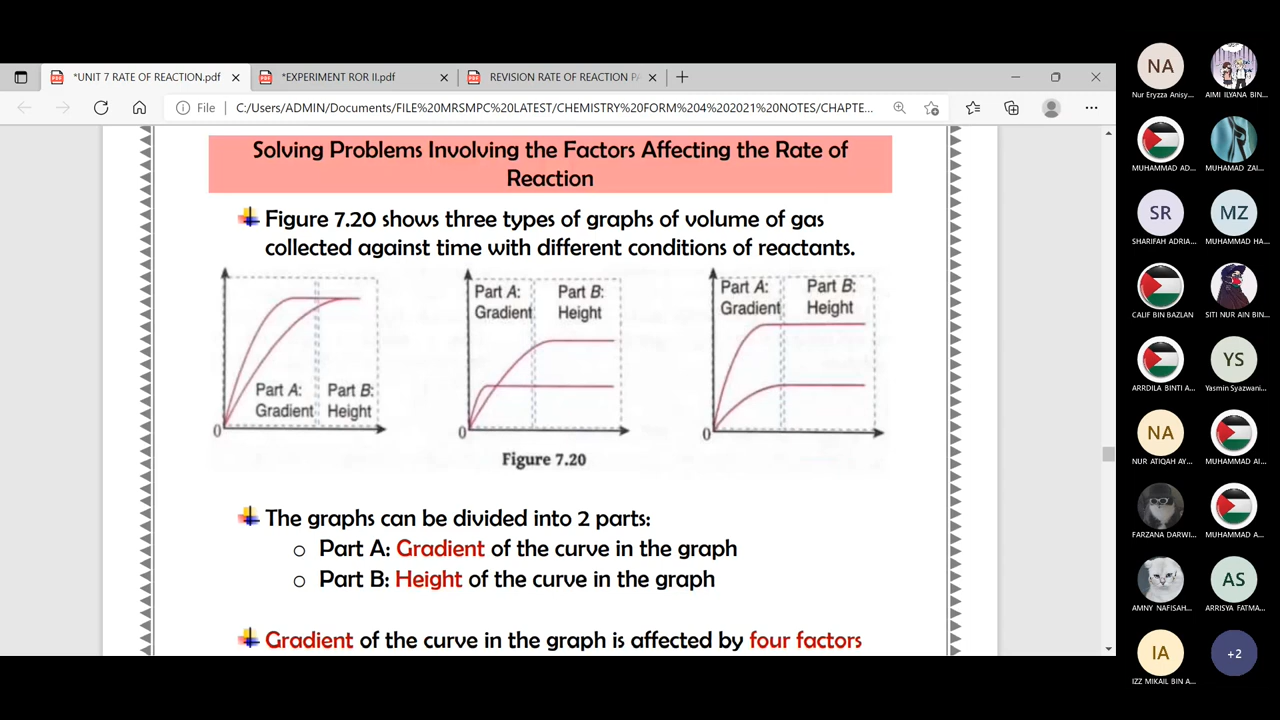 *UNIT 7 RATE OF REACTION.pdf
*EXPERIMENT ROR II.pdf
REVISION RATE OF REACTION PA
File
C:/Users/ADMIN/Documents/FILE%20MRSMPC%20LATEST/CHEMISTRY%20FORM%204%202021%20NOTES/CHAPTE...
Solving Problems Involving the Factors Affecting the Rate of
Reaction
Figure 7.20 shows three types of graphs of volume of gas
collected against time with different conditions of reactants.
Part A:
Gradient
Part B:
Height
0
Part A:
Gradient
Part B:
Height
0
Part A:
Gradient
Part B:
Height
0
Figure 7.20
The graphs can be divided into 2 parts:
o Part A: Gradient of the curve in the graph
o Part B: Height of the curve in the graph
Gradient of the curve in the graph is affected by four factors
NA
Nur Eryzza Anisy...
AIMI ILYANA BIN...
MUHAMMAD AD...
MUHAMAD ZAI...
SR
SHARIFAH ADRIA...
MZ
MUHAMMAD HA...
CALIF BIN BAZLAN
SITI NUR AIN BIN...
ARRDILA BINTI A...
YS
Yasmin Syazwani...
NA
NUR ATIQAH AY...
MUHAMMAD AI...
FARZANA DARWI...
MUHAMMAD A...
AMNY NAFISAH...
AS
ARRISYA FATMA...
IA
IZZ MIKAIL BIN A...
+2